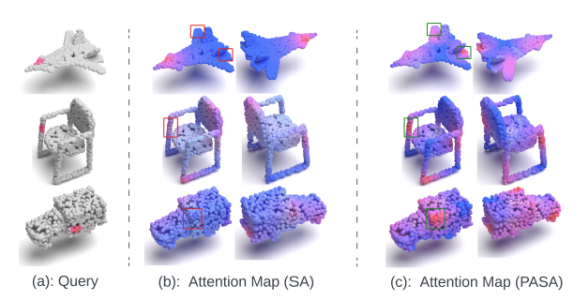 (a): Query
(b): Attention Map (SA)
(c): Attention Map (PASA)